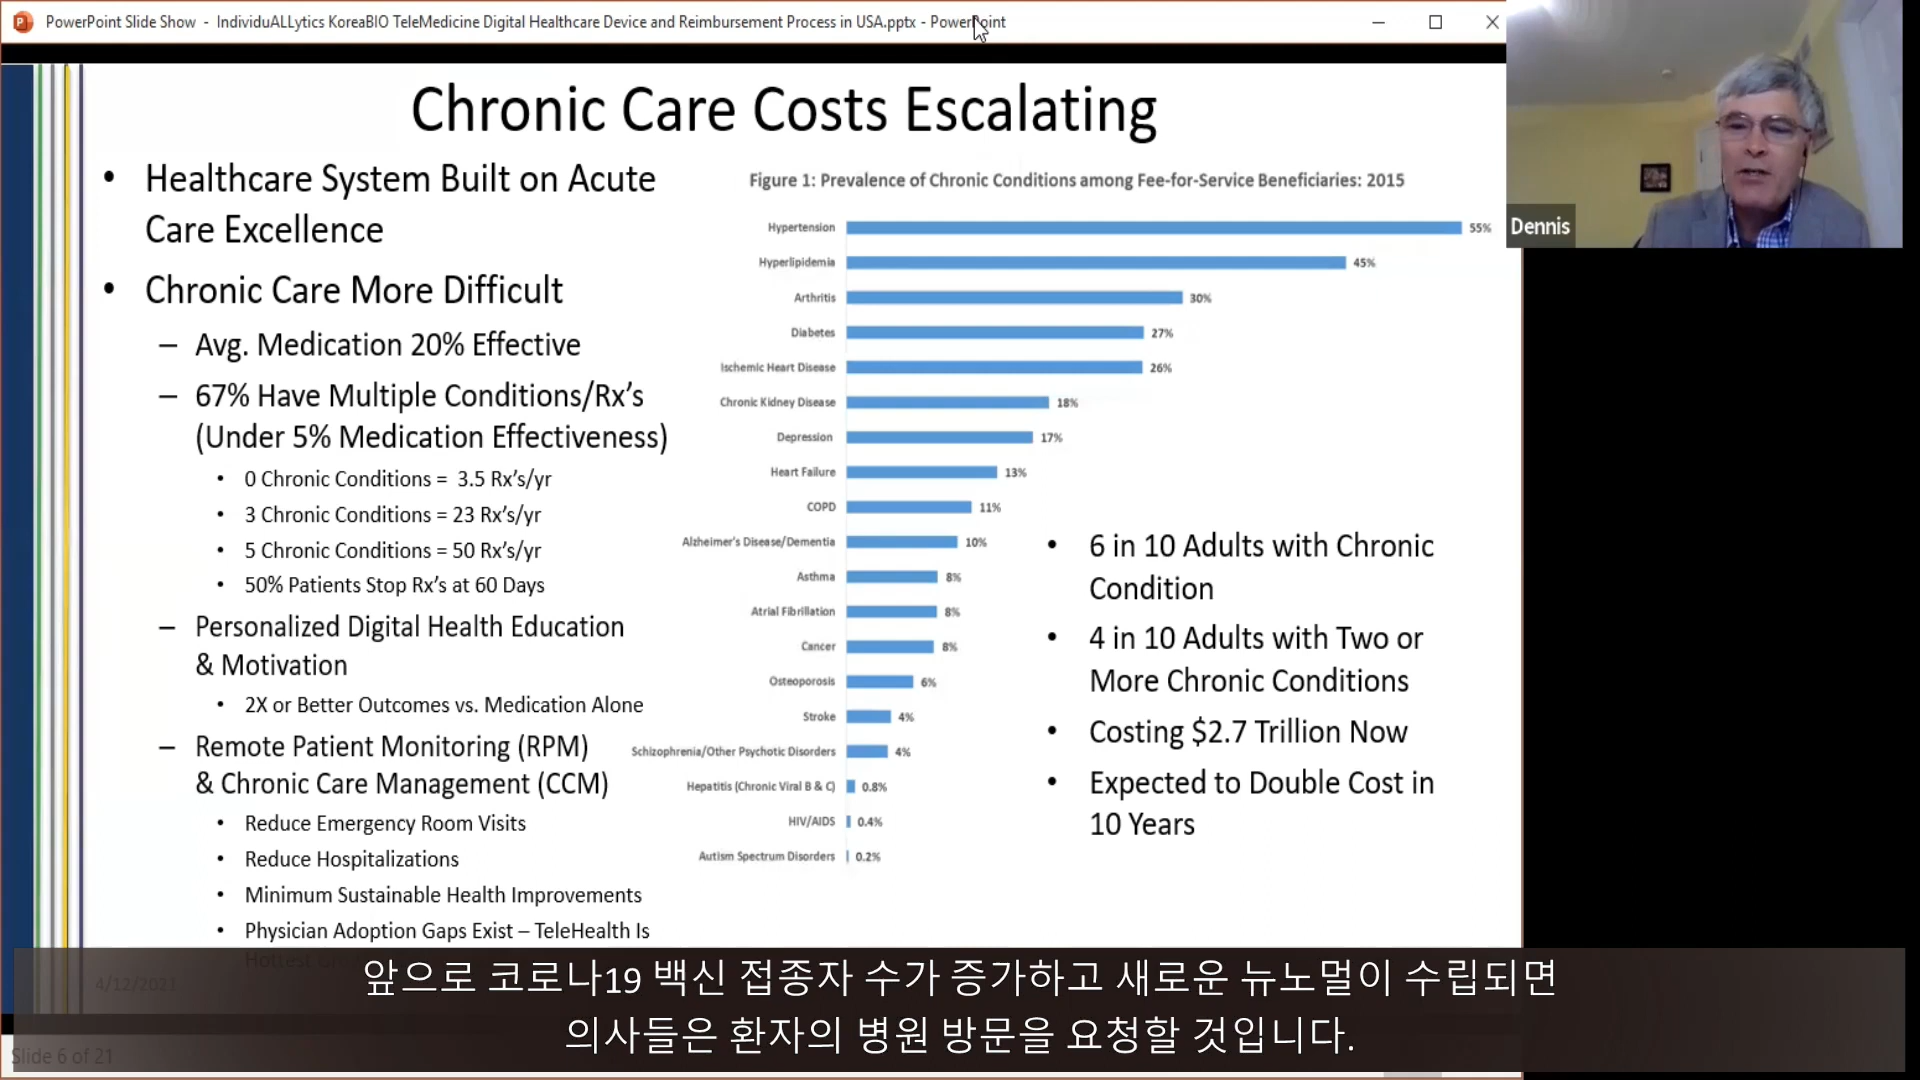 PowerPoint Slide Show - IndividuALLytics KoreaBIO TeleMedicine Digital Healthcare Device and Reimbursement Process in USA.pptx - PowerPoint
Dennis
Chronic Care Costs Escalating
• Healthcare System Built on Acute
Care Excellence
• Chronic Care More Difficult
– Avg. Medication 20% Effective
– 67% Have Multiple Conditions/Rx's
(Under 5% Medication Effectiveness)
• 0 Chronic Conditions = 3.5 Rx's/yr
• 3 Chronic Conditions = 23 Rx's/yr
• 5 Chronic Conditions = 50 Rx's/yr
• 50% Patients Stop Rx's at 60 Days
– Personalized Digital Health Education
& Motivation
• 2X or Better Outcomes vs. Medication Alone
– Remote Patient Monitoring (RPM)
& Chronic Care Management (CCM)
• Reduce Emergency Room Visits
• Reduce Hospitalizations
• Minimum Sustainable Health Improvements
• Physician Adoption Gaps Exist – TeleHealth Is
Hottest
Figure 1: Prevalence of Chronic Conditions among Fee-for-Service Beneficiaries: 2015
Hypertension 55%
Hyperlipidemia 45%
Arthritis 30%
Diabetes 27%
Ischemic Heart Disease 26%
Chronic Kidney Disease 18%
Depression 17%
Heart Failure 13%
COPD 11%
Alzheimer's Disease/Dementia 10%
Asthma 8%
Atrial Fibrillation 8%
Cancer 8%
Osteoporosis 6%
Stroke 4%
Schizophrenia/Other Psychotic Disorders 4%
Hepatitis (Chronic Viral B & C) 0.8%
HIV/AIDS 0.4%
Autism Spectrum Disorders 0.2%
• 6 in 10 Adults with Chronic
Condition
• 4 in 10 Adults with Two or
More Chronic Conditions
• Costing $2.7 Trillion Now
• Expected to Double Cost in
10 Years
4/12/2021
앞으로 코로나19 백신 접종자 수가 증가하고 새로운 뉴노멀이 수립되면
의사들은 환자의 병원 방문을 요청할 것입니다.
Slide 6 of 21